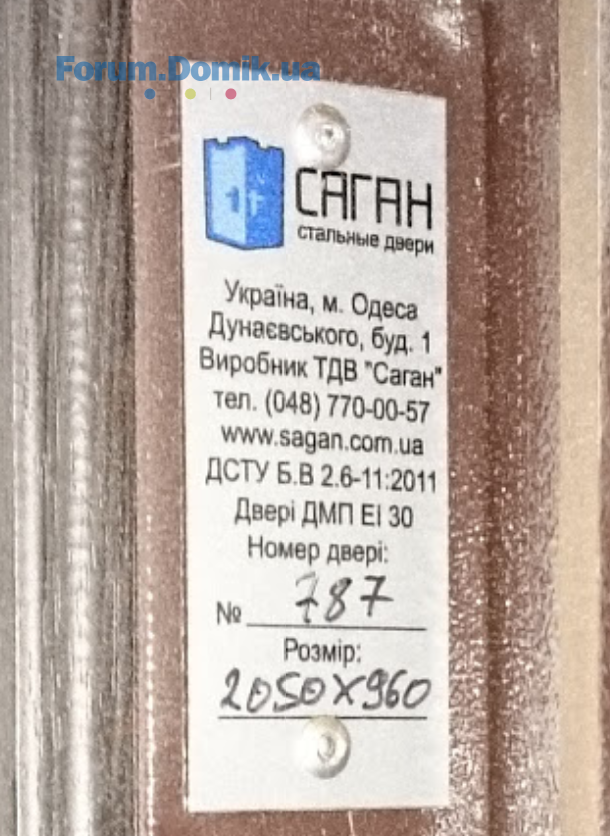 Forum.Domik.ua
САГАН
стальные двери
Україна, м. Одеса
Дунаєвського, буд. 1
Виробник ТДВ "Саган"
тел. (048) 770-00-57
www.sagan.com.ua
ДСТУ Б.В 2.6-11:2011
Двері ДМП ЕІ 30
Номер двері:
№ 787
Розмір:
2050х960